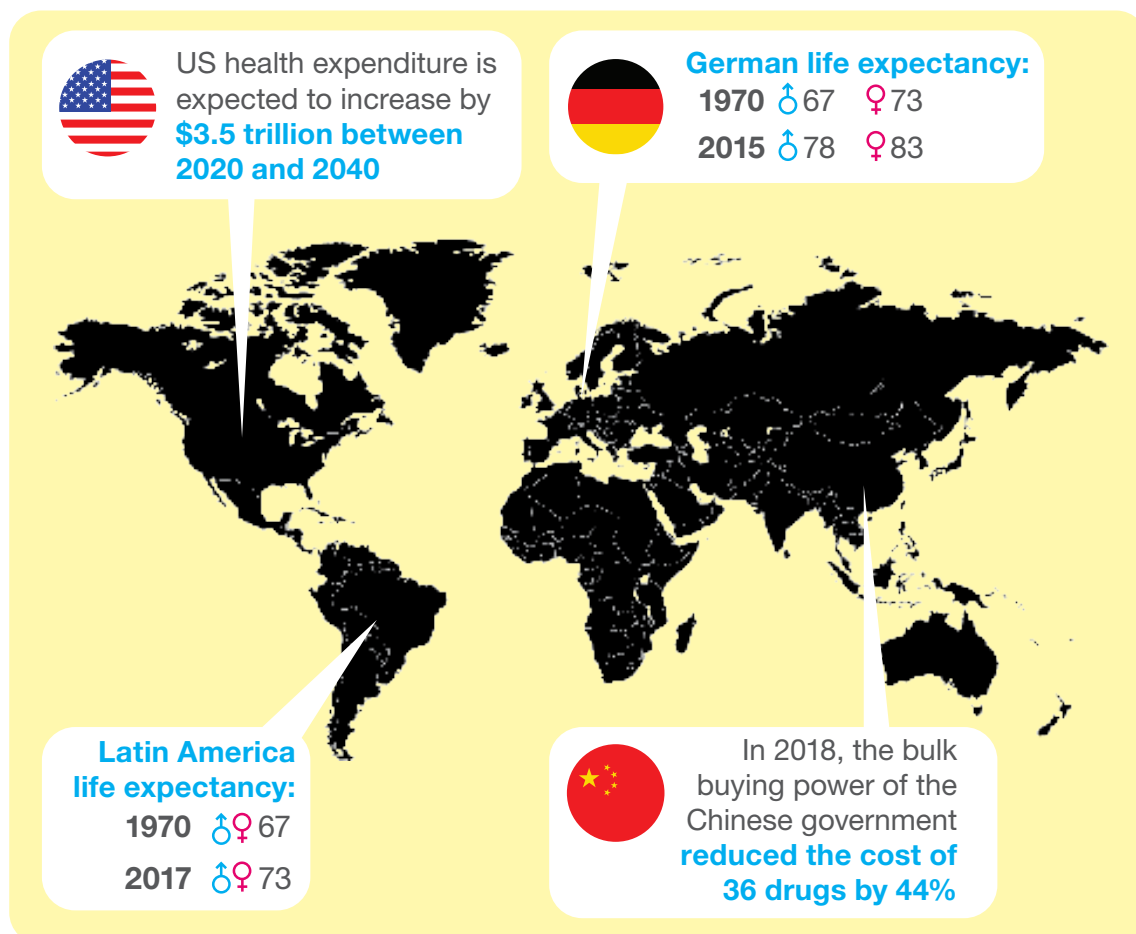 US health expenditure is
expected to increase by
$3.5 trillion between
2020 and 2040
German life expectancy:
1970 ♂67 ♀73
2015 ♂78 ♀83
Latin America
life expectancy:
1970 ♂♀ 67
2017 ♂♀ 73
In 2018, the bulk
buying power of the
Chinese government
reduced the cost of
36 drugs by 44%